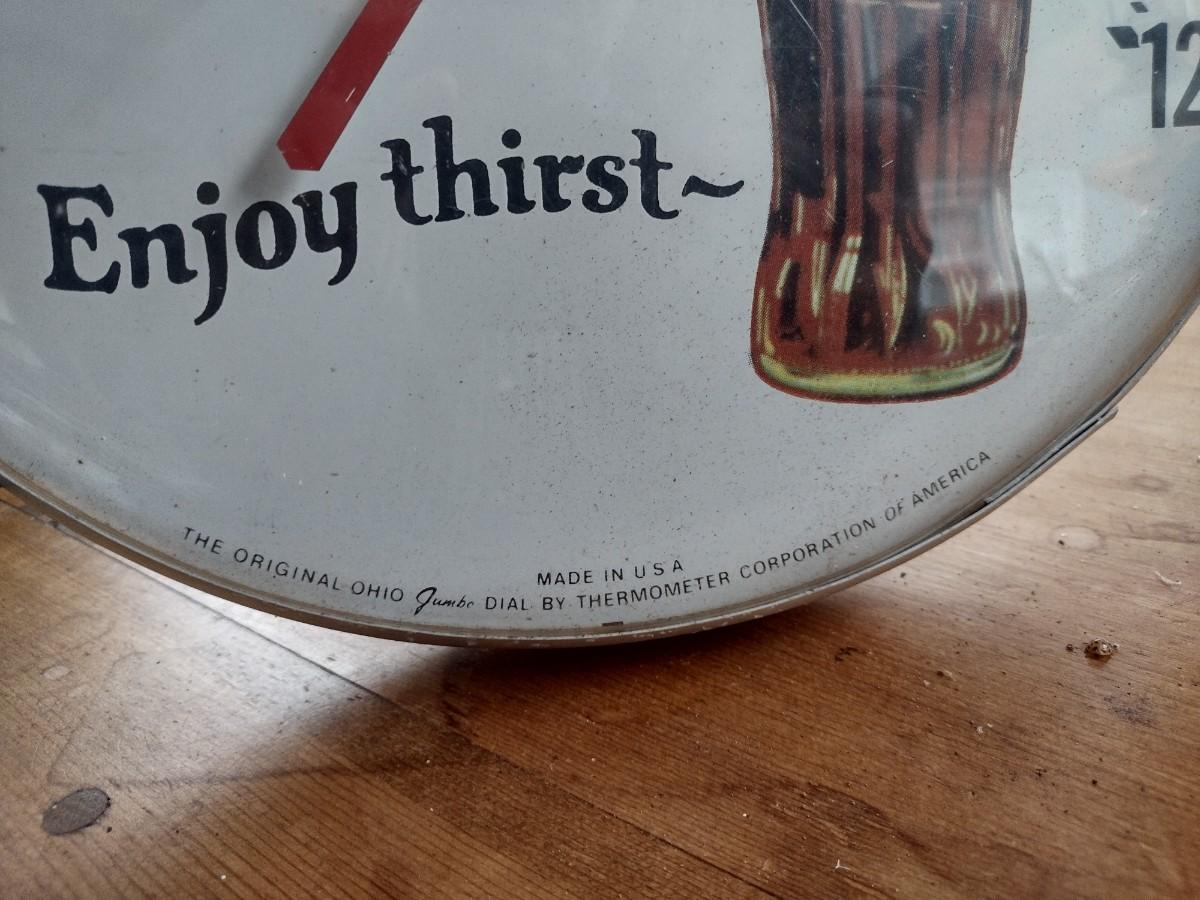 '12
Enjoy thirst~
MADE IN U S A
THE ORIGINAL OHIO Jumbo DIAL BY THERMOMETER CORPORATION OF AMERICA